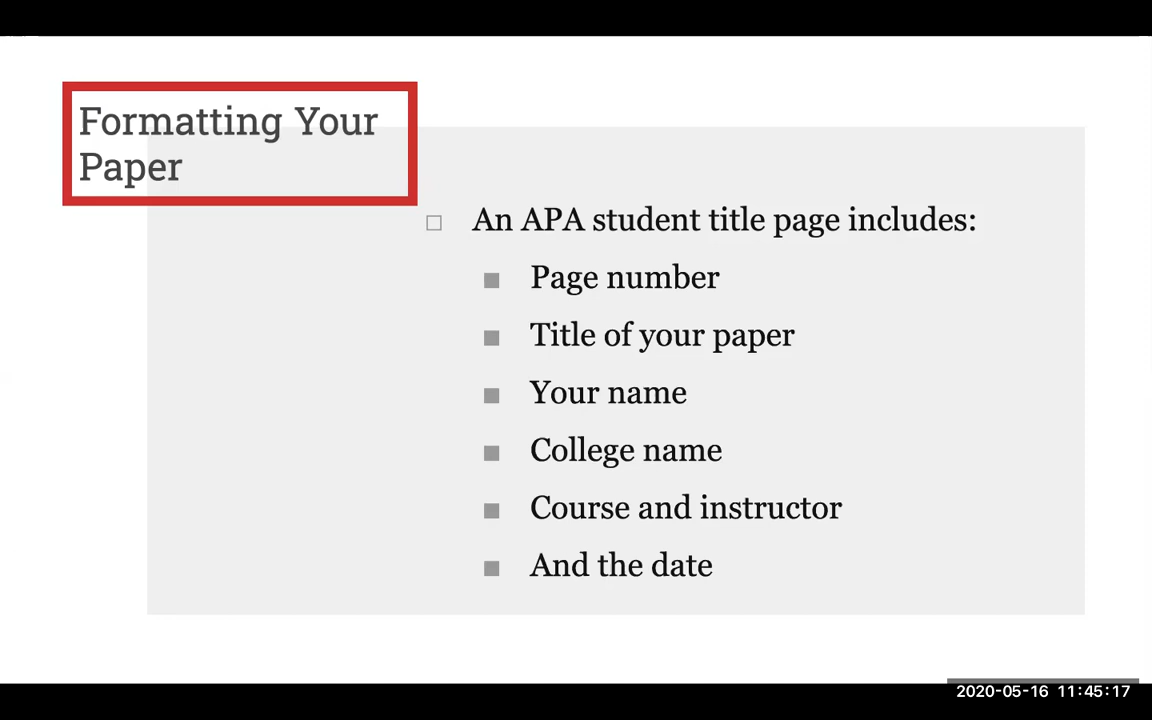 Formatting Your
Paper
An APA student title page includes:
Page number
Title of your paper
Your name
College name
Course and instructor
And the date
2020-05-16 11:45:17